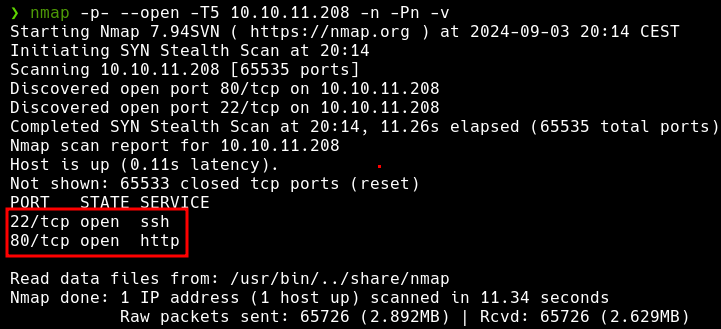 ❯ nmap -p- --open -T5 10.10.11.208 -n -Pn -v
Starting Nmap 7.94SVN ( https://nmap.org ) at 2024-09-03 20:14 CEST
Initiating SYN Stealth Scan at 20:14
Scanning 10.10.11.208 [65535 ports]
Discovered open port 80/tcp on 10.10.11.208
Discovered open port 22/tcp on 10.10.11.208
Completed SYN Stealth Scan at 20:14, 11.26s elapsed (65535 total ports)
Nmap scan report for 10.10.11.208
Host is up (0.11s latency).
Not shown: 65533 closed tcp ports (reset)
PORT   STATE SERVICE
22/tcp open  ssh
80/tcp open  http
Read data files from: /usr/bin/../share/nmap
Nmap done: 1 IP address (1 host up) scanned in 11.34 seconds
Raw packets sent: 65726 (2.892MB) | Rcvd: 65726 (2.629MB)